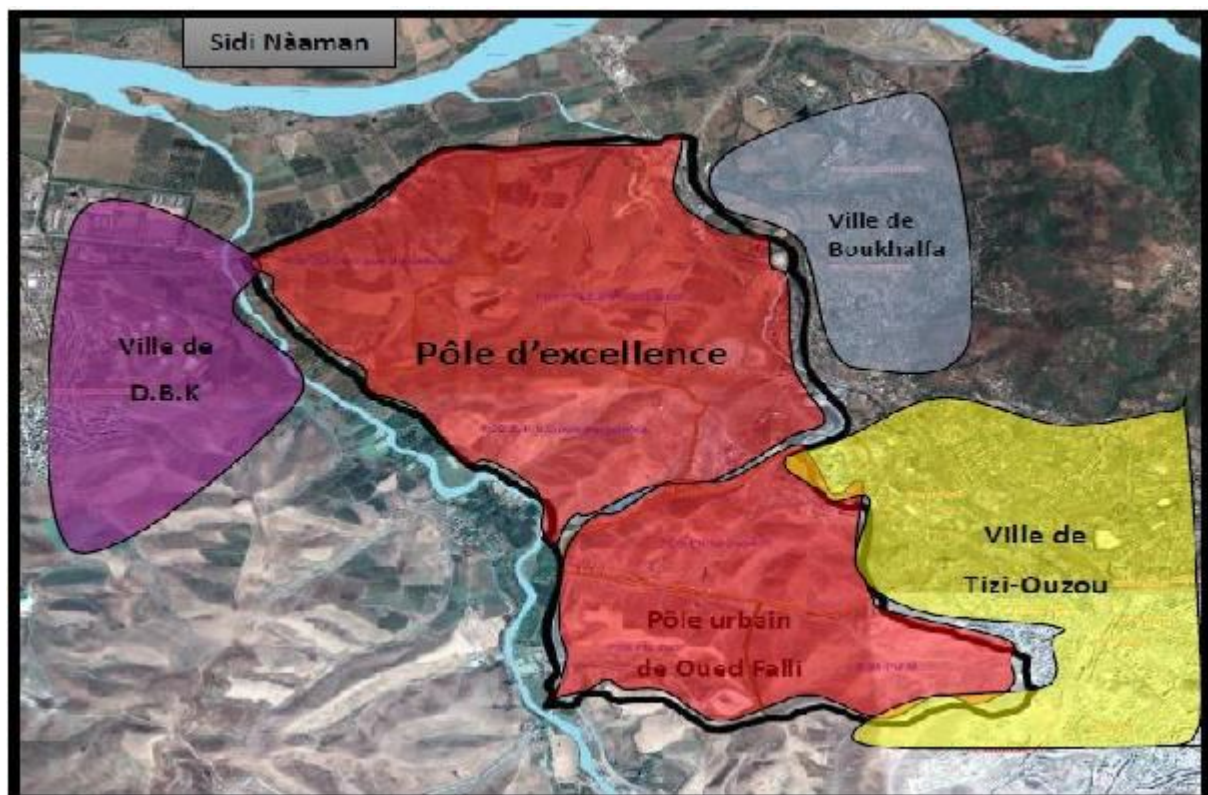 Sidi Nàaman
Ville de
Boukhalfa
Ville de
D.B.K
Pôle d'excellence
Ville de
Tizi-Ouzou
Pôle urbain
de Oued Falli